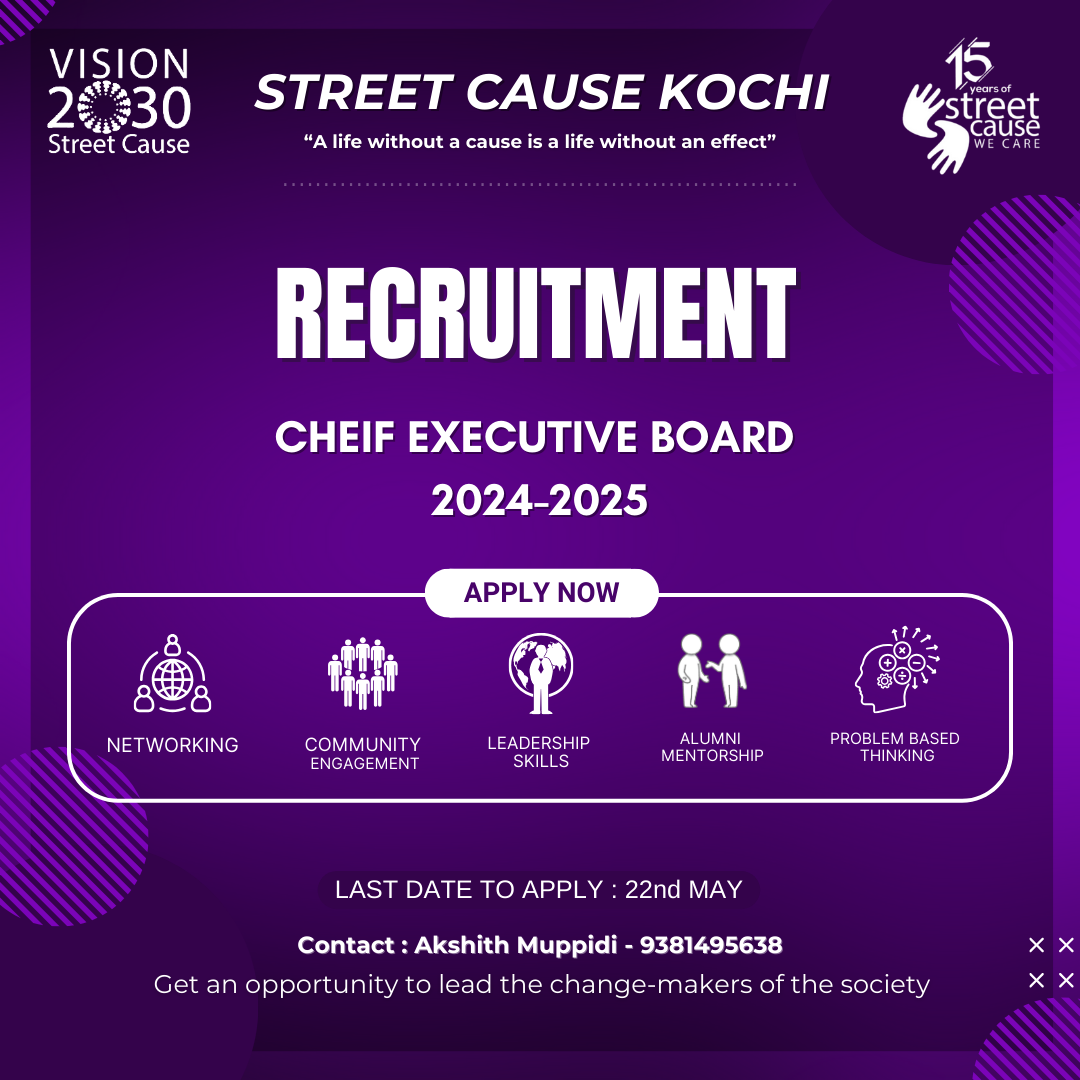 VISION
2030
Street Cause
STREET CAUSE KOCHI
“A life without a cause is a life without an effect”
15
years of
street
cause
WE CARE
RECRUITMENT
CHEIF EXECUTIVE BOARD
2024-2025
APPLY NOW
NETWORKING
COMMUNITY
ENGAGEMENT
LEADERSHIP
SKILLS
ALUMNI
MENTORSHIP
PROBLEM BASED
THINKING
LAST DATE TO APPLY : 22nd MAY
Contact : Akshith Muppidi - 9381495638
Get an opportunity to lead the change-makers of the society